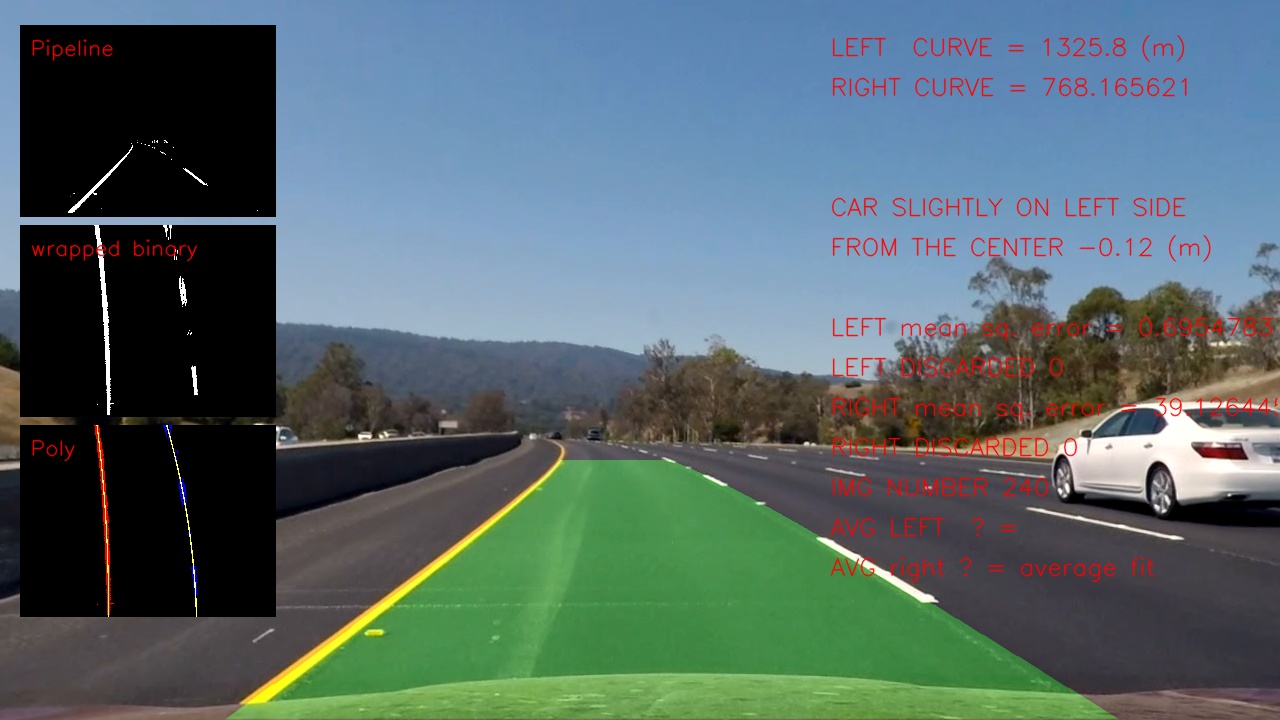 Pipeline
wrapped binary
Poly
LEFT  CURVE = 1325.8 (m)
RIGHT CURVE = 768.165621
CAR SLIGHTLY ON LEFT SIDE
FROM THE CENTER -0.12 (m)
LEFT mean sq. error = 0.6954783
LEFT DISCARDED 0
RIGHT mean sq. error = 39.12644
RIGHT DISCARDED 0
IMG NUMBER 240
AVG LEFT  ? =
AVG right ? = average fit